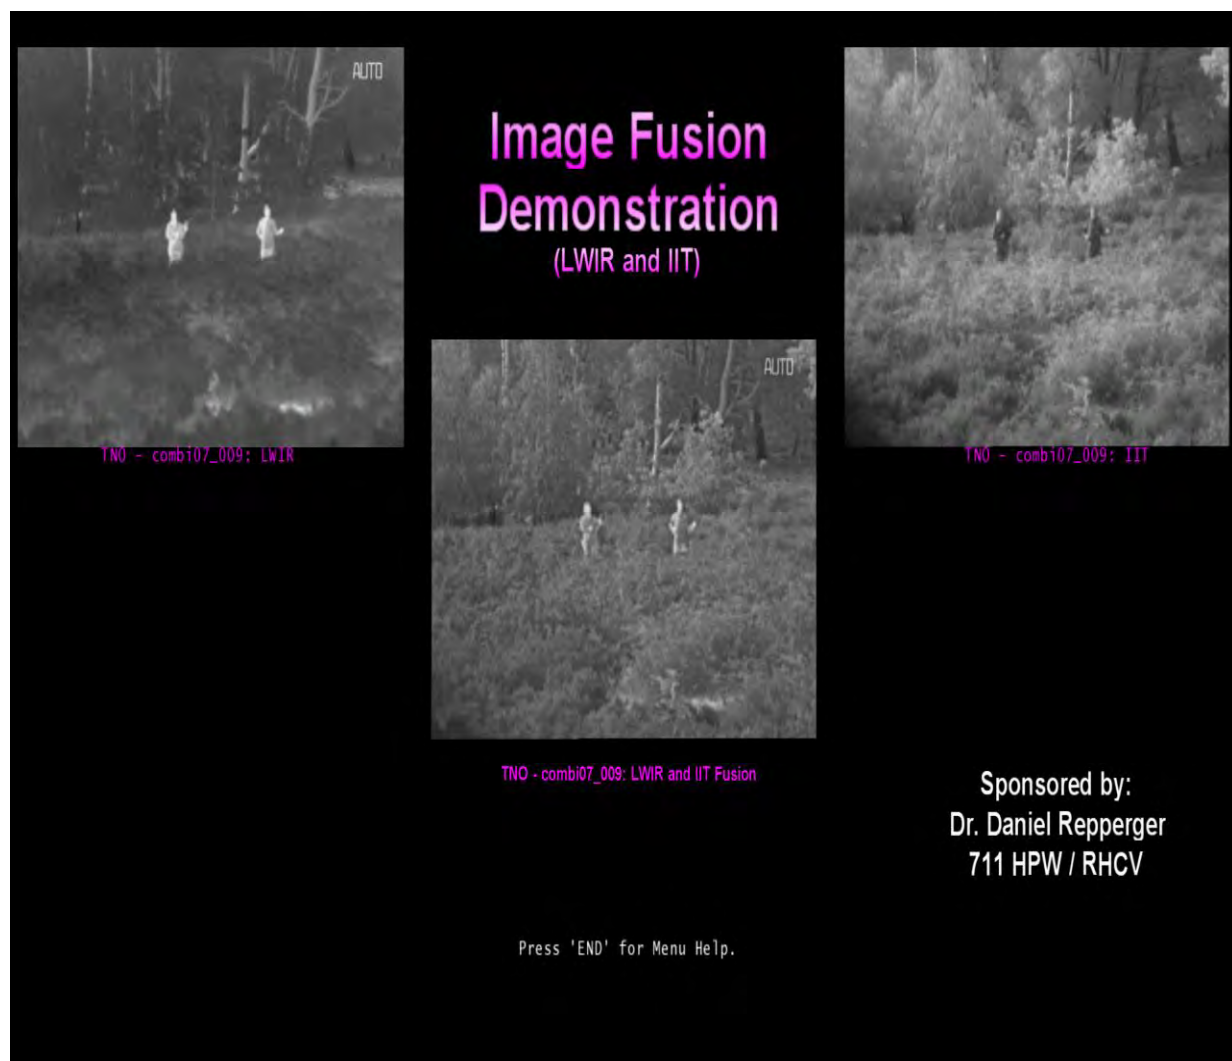 AUTO
Image Fusion
Demonstration
(LWIR and IIT)
TNO - combi07_009: LWIR
TNO - combi07_009: IIT
AUTO
TNO - combi07_009: LWIR and IIT Fusion
Sponsored by:
Dr. Daniel Repperger
711 HPW / RHCV
Press 'END' for Menu Help.